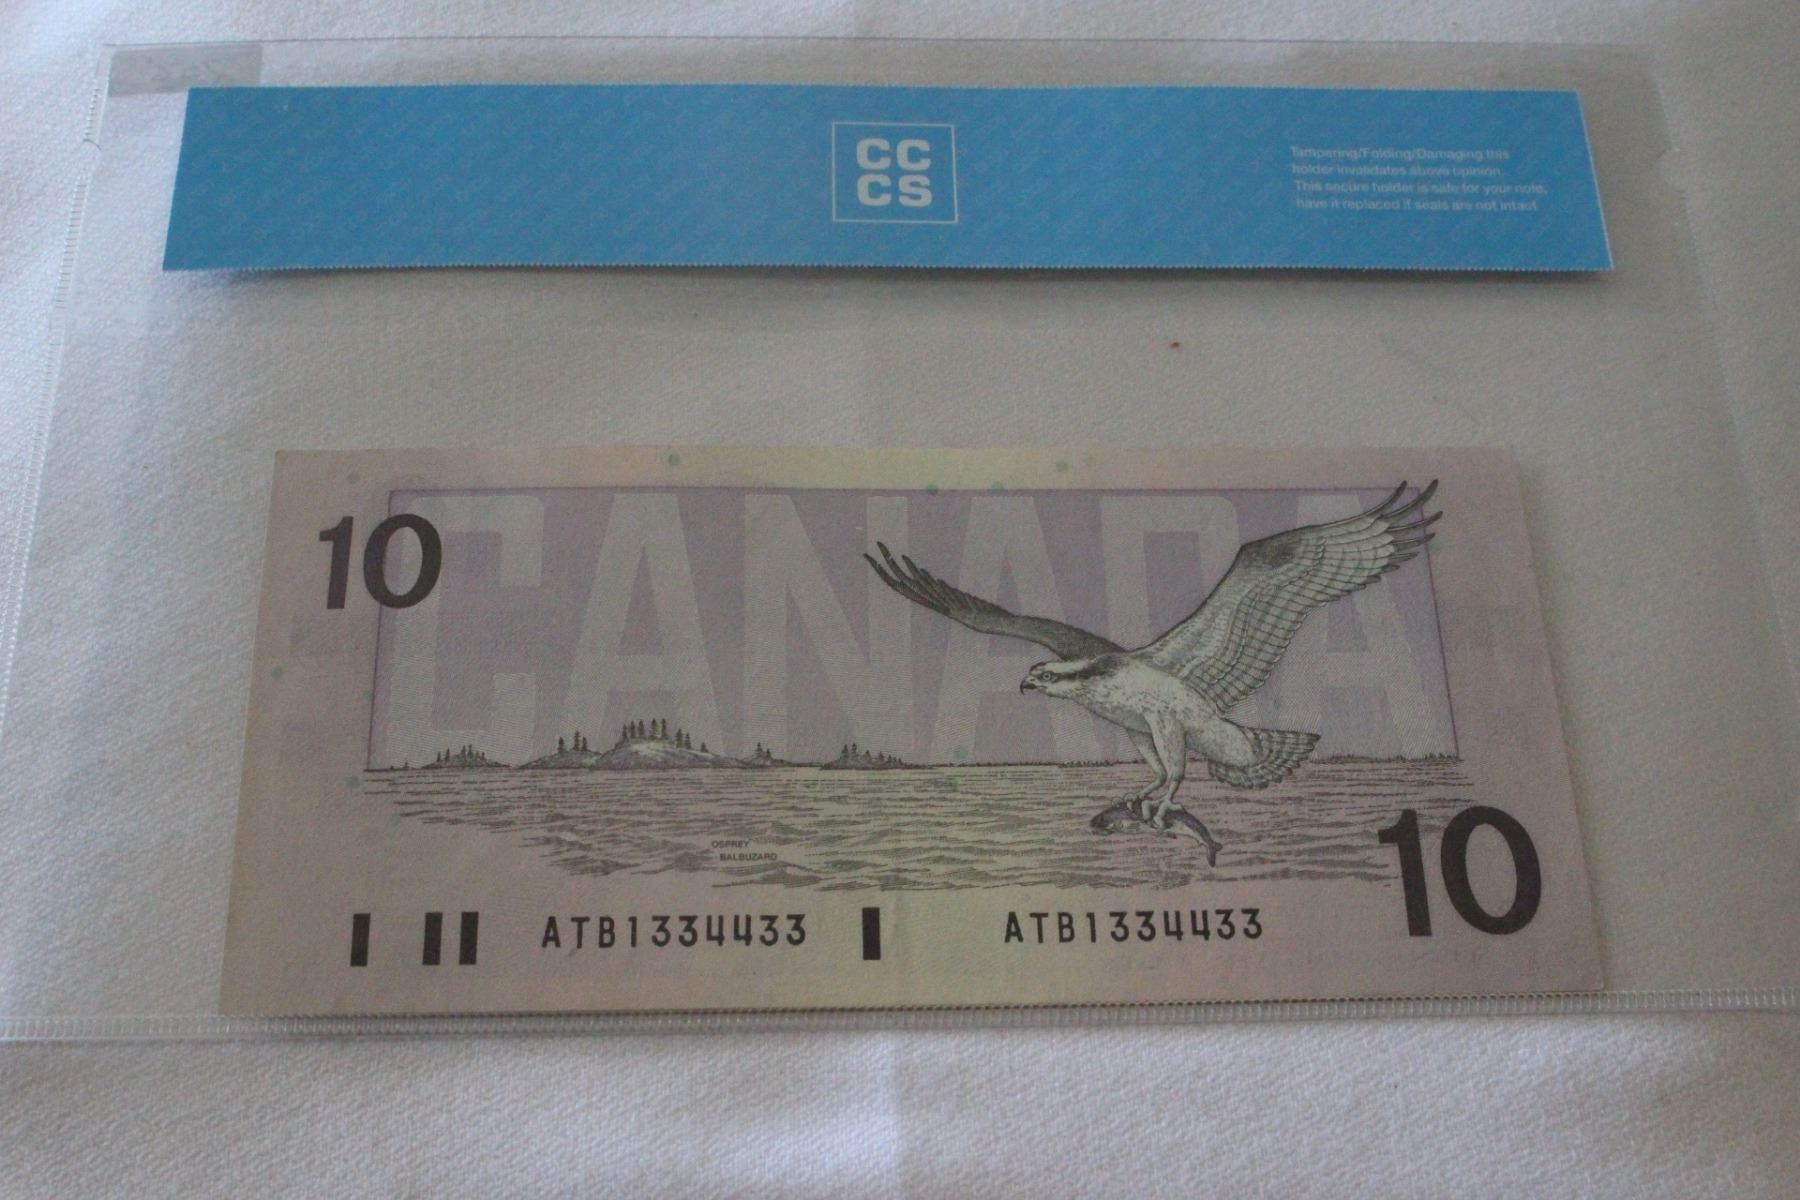 CC
CS
Tampering/Folding/Damaging this
holder invalidates above opinion.
This secure holder is safe for your note,
have it replaced if seals are not intact
10
CANADA
OSPREY
BALBUZARD
10
ATB1334433
ATB1334433